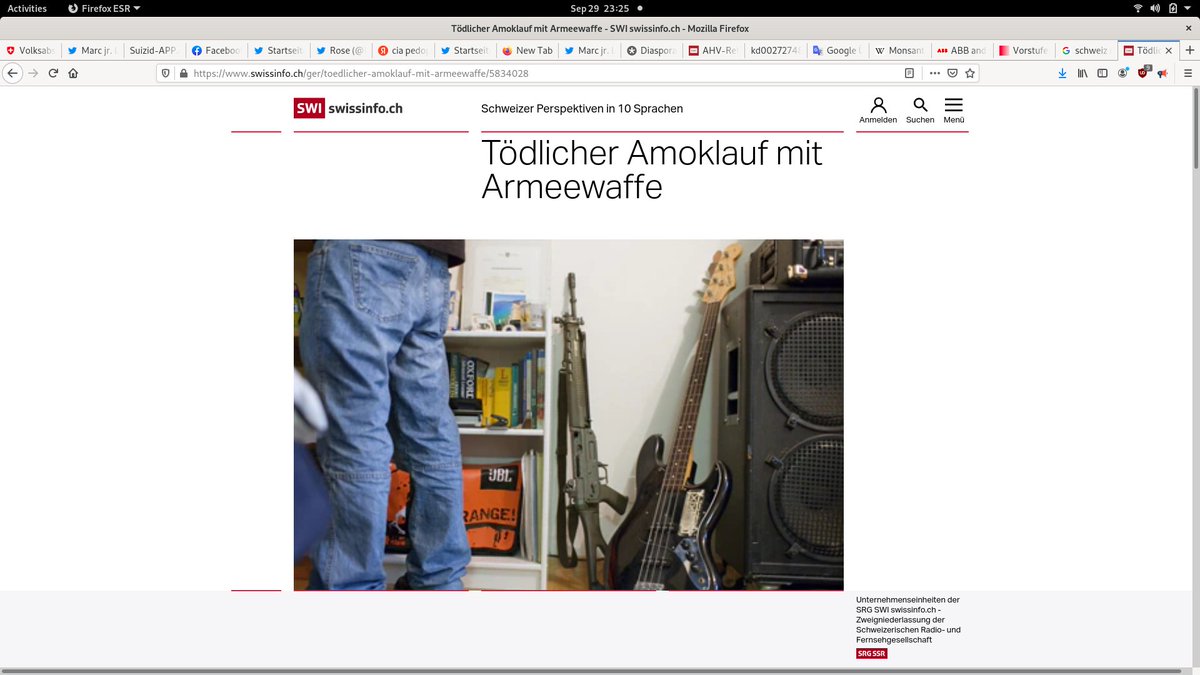 Activities
Firefox ESR
Sep 29 23:25
Tödlicher Amoklauf mit Armeewaffe - SWI swissinfo.ch - Mozilla Firefox
Volksab
Marc jr. L
Suizid-APP.
Faceboo
Startseit
Rose (@
cia pedop
Startseit
New Tab
Marc jr. L
Diaspora
AHV-Re
kd00272748
Google Ü
Monsant
ABB ABB and
Vorstufe
schweiz
Tödlic
https://www.swissinfo.ch/ger/toedlicher-amoklauf-mit-armeewaffe/5834028
SWI swissinfo.ch
Schweizer Perspektiven in 10 Sprachen
Anmelden
Suchen
Menü
Tödlicher Amoklauf mit
Armeewaffe
OXFORD
JBL
RANGE!
Unternehmenseinheiten der
SRG SWI swissinfo.ch -
Zweigniederlassung der
Schweizerischen Radio- und
Fernsehgesellschaft
SRG SSR